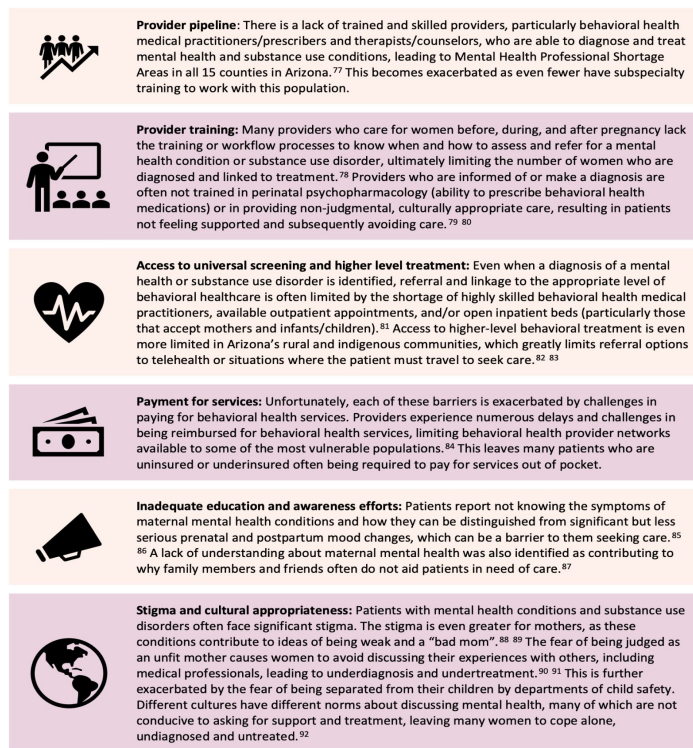 Provider pipeline: There is a lack of trained and skilled providers, particularly behavioral health
medical practitioners/prescribers and therapists/counselors, who are able to diagnose and treat
mental health and substance use conditions, leading to Mental Health Professional Shortage
Areas in all 15 counties in Arizona.77 This becomes exacerbated as even fewer have subspecialty
training to work with this population.
Provider training: Many providers who care for women before, during, and after pregnancy lack
the training or workflow processes to know when and how to assess and refer for a mental
health condition or substance use disorder, ultimately limiting the number of women who are
diagnosed and linked to treatment.78 Providers who are informed of or make a diagnosis are
often not trained in perinatal psychopharmacology (ability to prescribe behavioral health
medications) or in providing non-judgmental, culturally appropriate care, resulting in patients
not feeling supported and subsequently avoiding care.79 80
Access to universal screening and higher level treatment: Even when a diagnosis of a mental
health or substance use disorder is identified, referral and linkage to the appropriate level of
behavioral healthcare is often limited by the shortage of highly skilled behavioral health medical
practitioners, available outpatient appointments, and/or open inpatient beds (particularly those
that accept mothers and infants/children).81 Access to higher-level behavioral treatment is even
more limited in Arizona's rural and indigenous communities, which greatly limits referral options
to telehealth or situations where the patient must travel to seek care.82 83
Payment for services: Unfortunately, each of these barriers is exacerbated by challenges in
paying for behavioral health services. Providers experience numerous delays and challenges in
being reimbursed for behavioral health services, limiting behavioral health provider networks
available to some of the most vulnerable populations.84 This leaves many patients who are
uninsured or underinsured often being required to pay for services out of pocket.
Inadequate education and awareness efforts: Patients report not knowing the symptoms of
maternal mental health conditions and how they can be distinguished from significant but less
serious prenatal and postpartum mood changes, which can be a barrier to them seeking care.85
86 A lack of understanding about maternal mental health was also identified as contributing to
why family members and friends often do not aid patients in need of care.87
Stigma and cultural appropriateness: Patients with mental health conditions and substance use
disorders often face significant stigma. The stigma is even greater for mothers, as these
conditions contribute to ideas of being weak and a "bad mom".88 89 The fear of being judged as
an unfit mother causes women to avoid discussing their experiences with others, including
medical professionals, leading to underdiagnosis and undertreatment.90 91 This is further
exacerbated by the fear of being separated from their children by departments of child safety.
Different cultures have different norms about discussing mental health, many of which are not
conducive to asking for support and treatment, leaving many women to cope alone,
undiagnosed and untreated.92